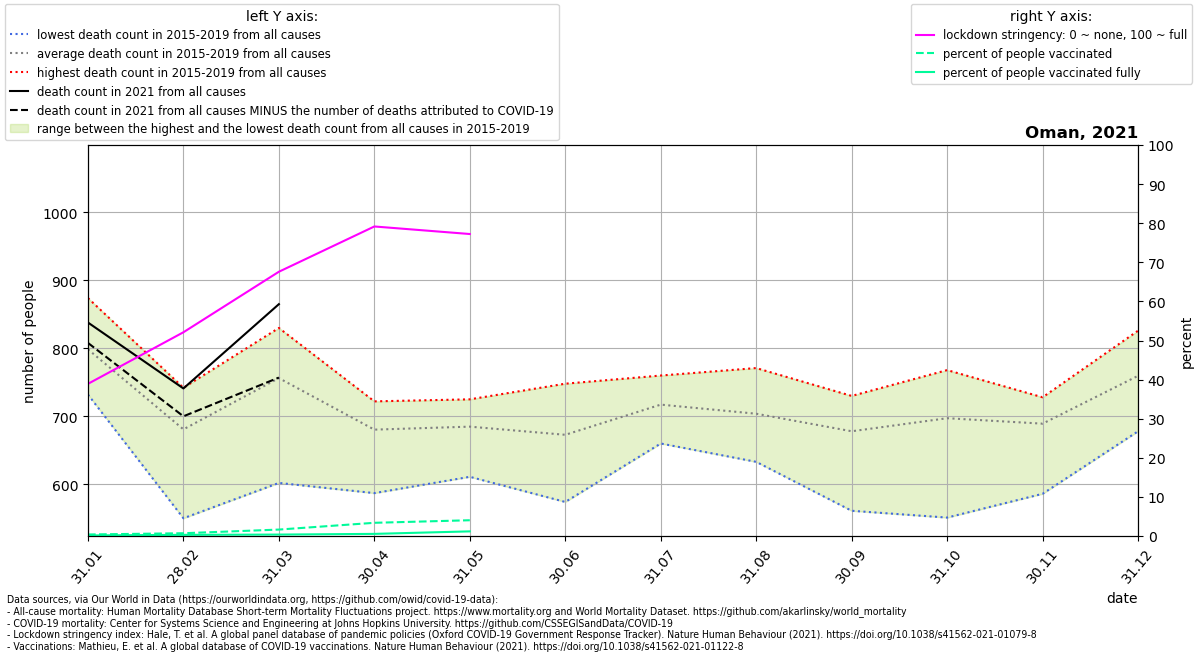 left Y axis:
lowest death count in 2015-2019 from all causes
average death count in 2015-2019 from all causes
highest death count in 2015-2019 from all causes
death count in 2021 from all causes
death count in 2021 from all causes MINUS the number of deaths attributed to COVID-19
range between the highest and the lowest death count from all causes in 2015-2019
right Y axis:
lockdown stringency: 0 ~ none, 100 ~ full
percent of people vaccinated
percent of people vaccinated fully
Oman, 2021
number of people
1000
900
800
700
600
100
90
80
70
60
50
40
30
20
10
0
percent
31.01
28.02
31.03
30.04
31.05
30.06
31.07
31.08
30.09
31.10
30.11
31.12
date
Data sources, via Our World in Data (https://ourworldindata.org, https://github.com/owid/covid-19-data):
- All-cause mortality: Human Mortality Database Short-term Mortality Fluctuations project. https://www.mortality.org and World Mortality Dataset. https://github.com/akarlinsky/world_mortality
- COVID-19 mortality: Center for Systems Science and Engineering at Johns Hopkins University. https://github.com/CSSEGISandData/COVID-19
- Lockdown stringency index: Hale, T. et al. A global panel database of pandemic policies (Oxford COVID-19 Government Response Tracker). Nature Human Behaviour (2021). https://doi.org/10.1038/s41562-021-01079-8
- Vaccinations: Mathieu, E. et al. A global database of COVID-19 vaccinations. Nature Human Behaviour (2021). https://doi.org/10.1038/s41562-021-01122-8